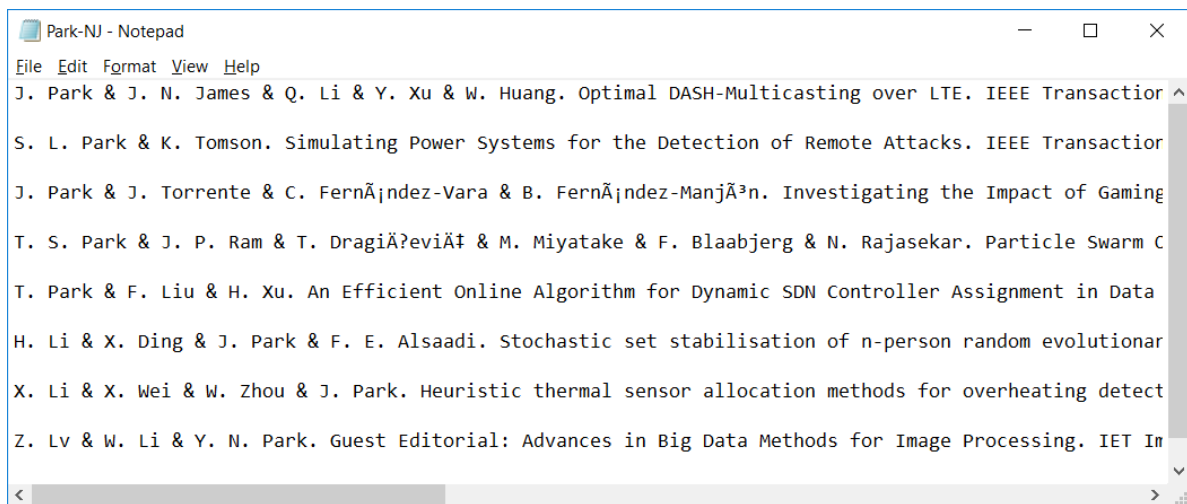 Park-NJ - Notepad
File Edit Format View Help
J. Park & J. N. James & Q. Li & Y. Xu & W. Huang. Optimal DASH-Multicasting over LTE. IEEE Transaction
S. L. Park & K. Tomson. Simulating Power Systems for the Detection of Remote Attacks. IEEE Transaction
J. Park & J. Torrente & C. FernÃ¡ndez-Vara & B. FernÃ¡ndez-ManjÃ³n. Investigating the Impact of Gaming
T. S. Park & J. P. Ram & T. DragiÄ?eviÄ‡ & M. Miyatake & F. Blaabjerg & N. Rajasekar. Particle Swarm
T. Park & F. Liu & H. Xu. An Efficient Online Algorithm for Dynamic SDN Controller Assignment in Data
H. Li & X. Ding & J. Park & F. E. Alsaadi. Stochastic set stabilisation of n-person random evolutionar
X. Li & X. Wei & W. Zhou & J. Park. Heuristic thermal sensor allocation methods for overheating detect
Z. Lv & W. Li & Y. N. Park. Guest Editorial: Advances in Big Data Methods for Image Processing. IET